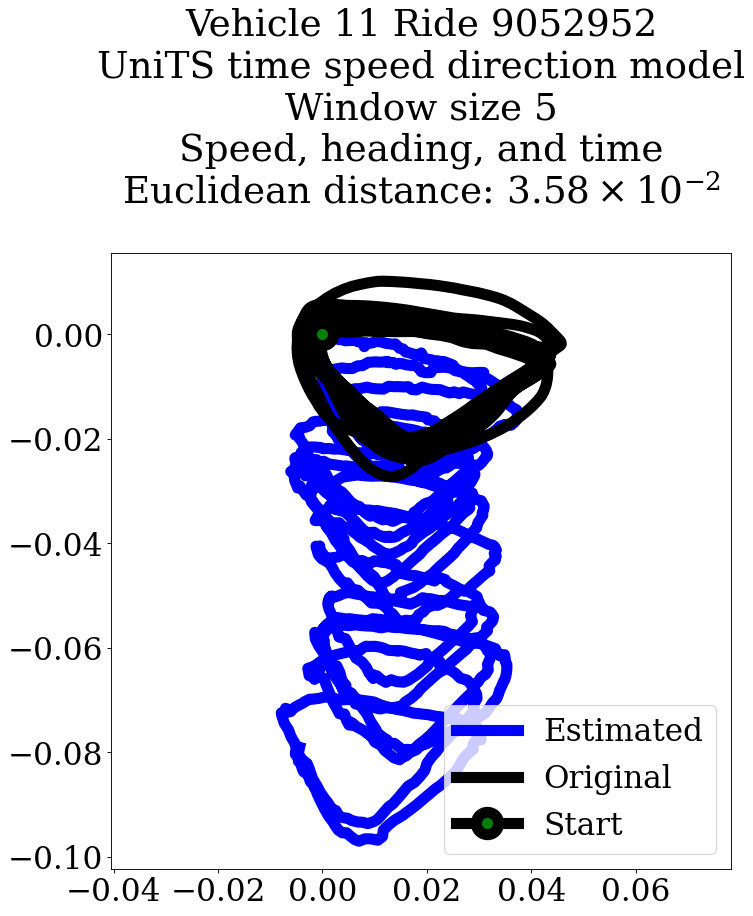 Vehicle 11 Ride 9052952
UniTS time speed direction model
Window size 5
Speed, heading, and time
Euclidean distance: 3.58 × 10⁻²
0.00
−0.02
−0.04
−0.06
−0.08
−0.10
−0.04 −0.02 0.00 0.02 0.04 0.06
Estimated
Original
Start